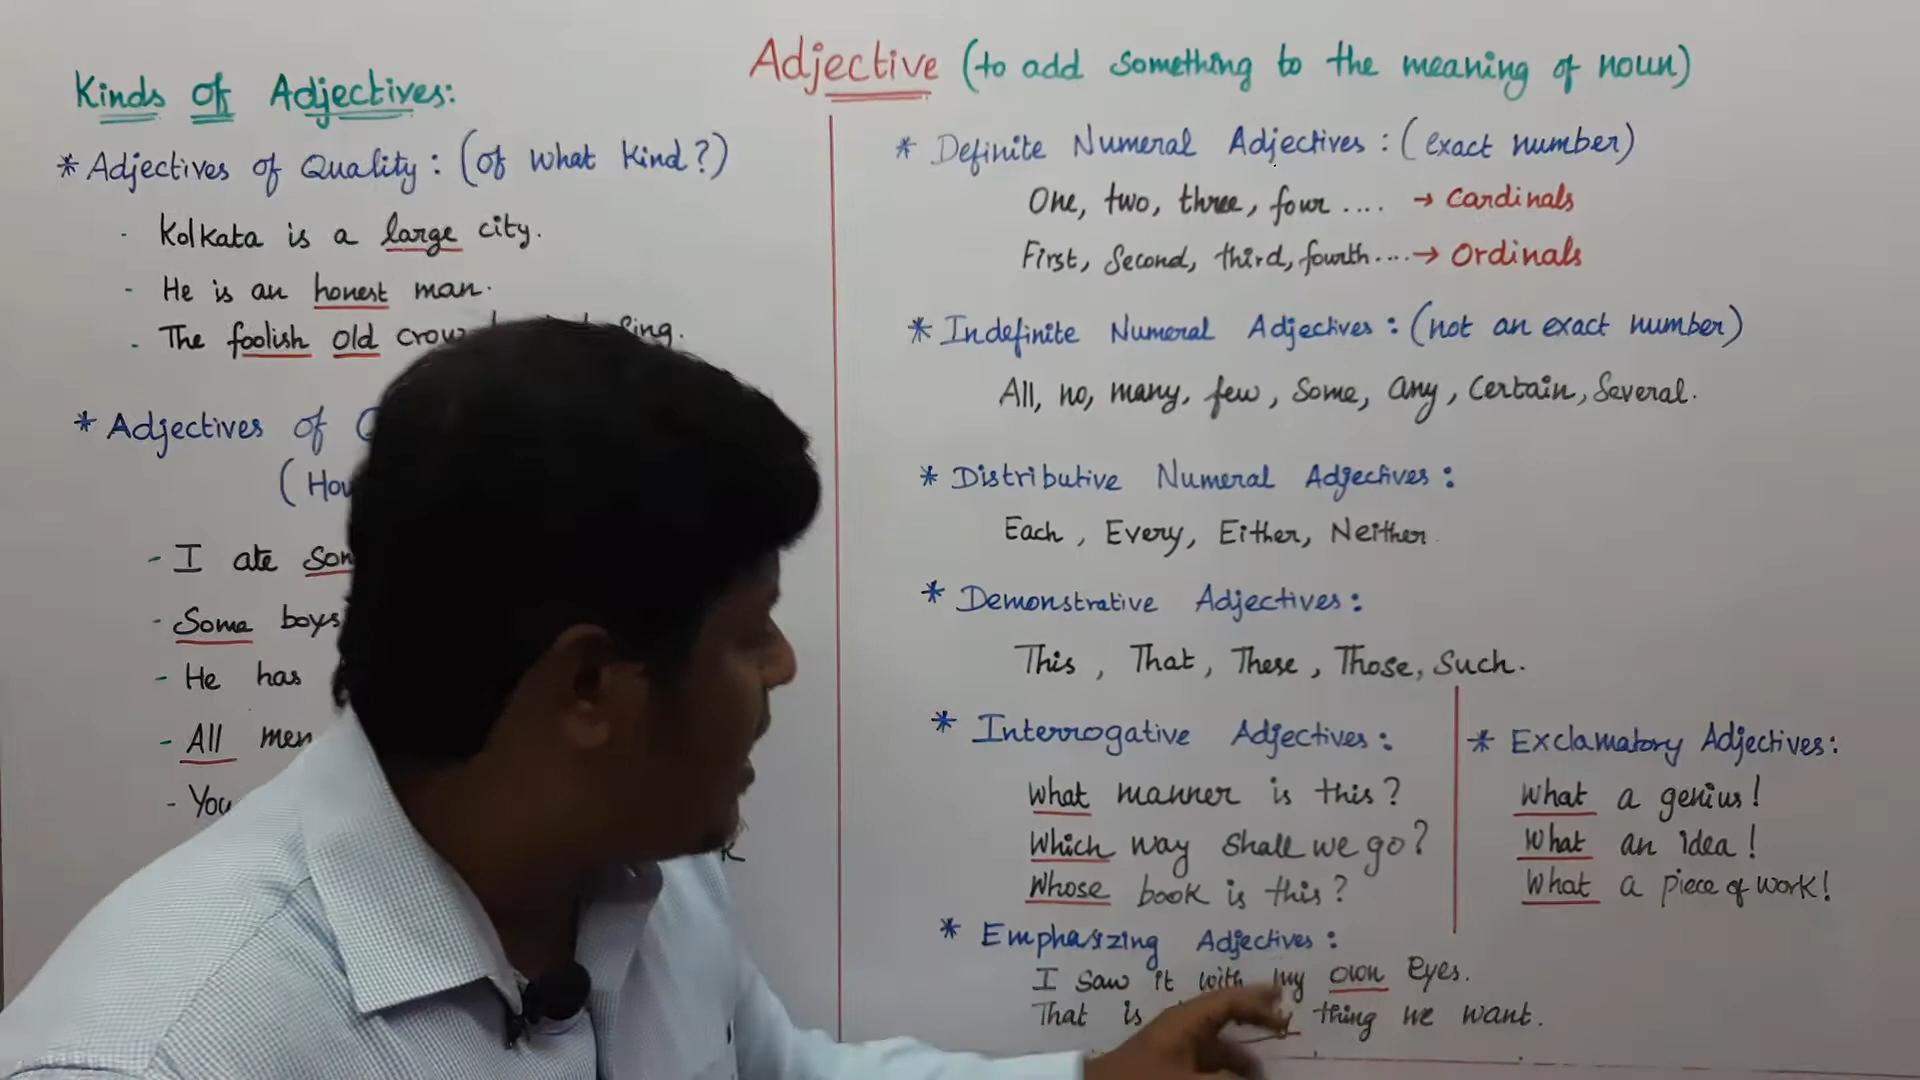 Adjective (to add something to the meaning of noun)
Kinds of Adjectives:
* Adjectives of Quality: (of what kind?)
- Kolkata is a large city.
- He is an honest man.
- The foolish old crow sing.
* Adjectives of
- I ate
- Some boys
- He has
- All men
- You
* Definite Numeral Adjectives: (exact number)
One, two, three, four .... → Cardinals
First, Second, third, fourth .... → Ordinals
* Indefinite Numeral Adjectives: (not an exact number)
All, no, many, few, Some, any, Certain, Several.
* Distributive Numeral Adjectives:
Each, Every, Either, Neither.
* Demonstrative Adjectives:
This, That, These, Those, Such.
* Interrogative Adjectives:
What manner is this?
Which way shall we go?
Whose book is this?
* Exclamatory Adjectives:
What a genius!
What an idea!
What a piece of work!
* Emphasizing Adjectives:
I saw it with my own eyes.
That is thing we want.